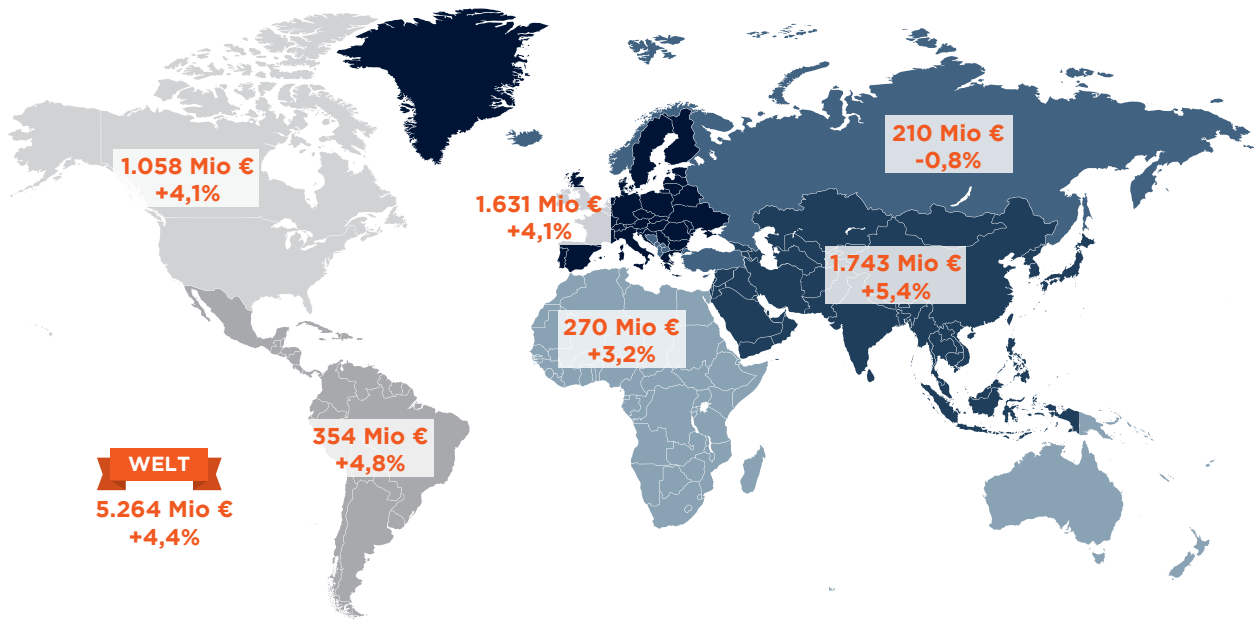 210 Mio €
-0,8%
1.058 Mio €
+4,1%
1.631 Mio €
+4,1%
1.743 Mio €
+5,4%
270 Mio €
+3,2%
354 Mio €
+4,8%
WELT
5.264 Mio €
+4,4%